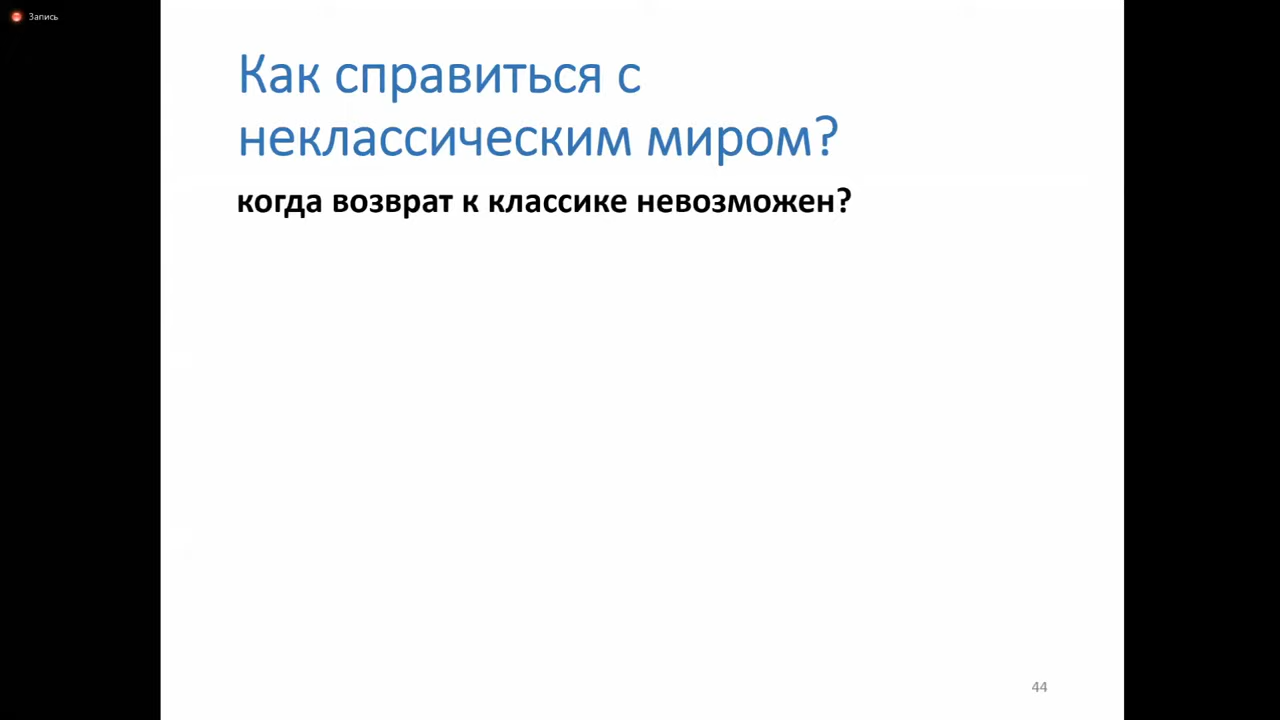 Запись
Как справиться с
неклассическим миром?
когда возврат к классике невозможен?
44